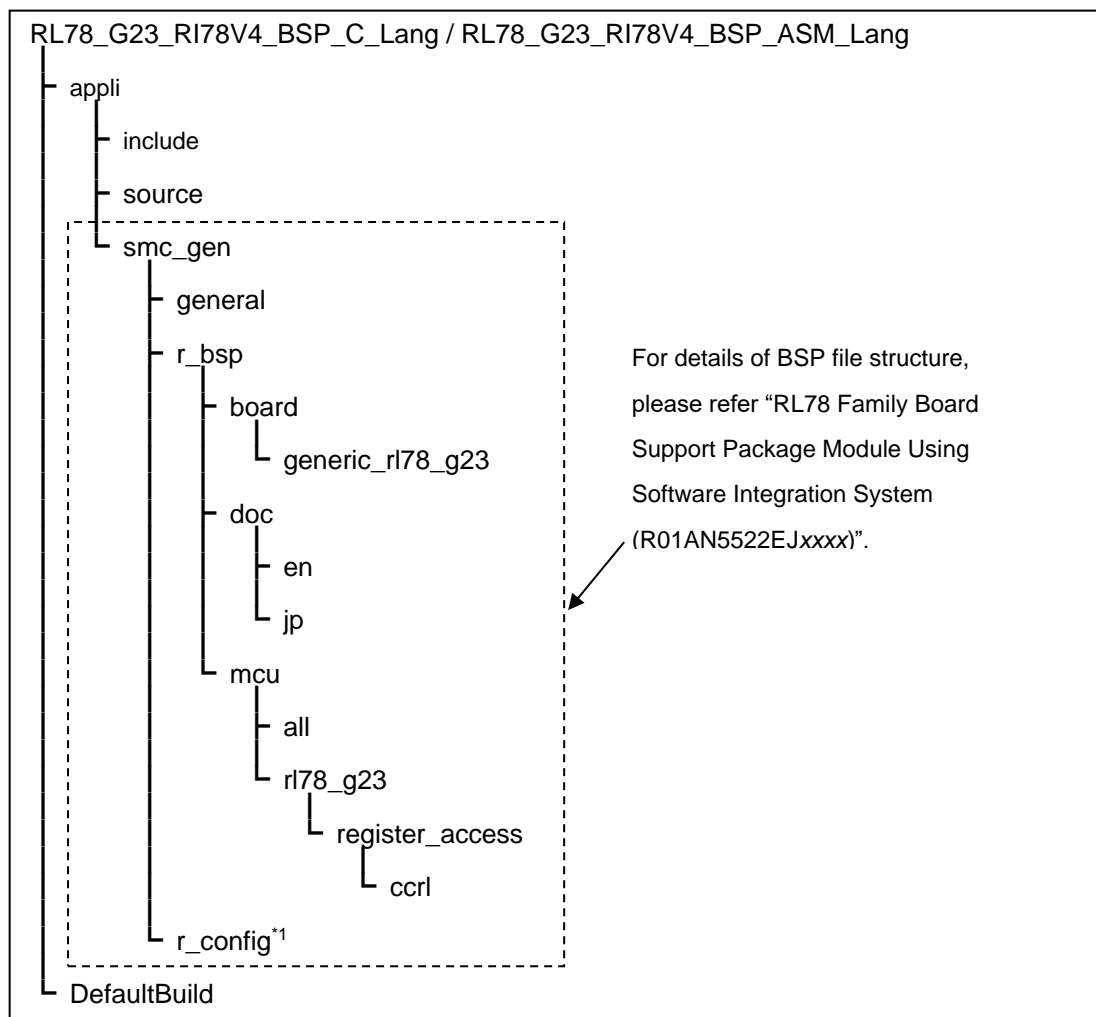 RL78_G23_RI78V4_BSP_C_Lang / RL78_G23_RI78V4_BSP_ASM_Lang
appli
include
source
smc_gen
general
r_bsp
board
generic_rl78_g23
doc
en
jp
mcu
all
rl78_g23
register_access
ccrl
r_config*1
DefaultBuild
For details of BSP file structure,
please refer “RL78 Family Board
Support Package Module Using
Software Integration System
(R01AN5522EJxxxx)”.